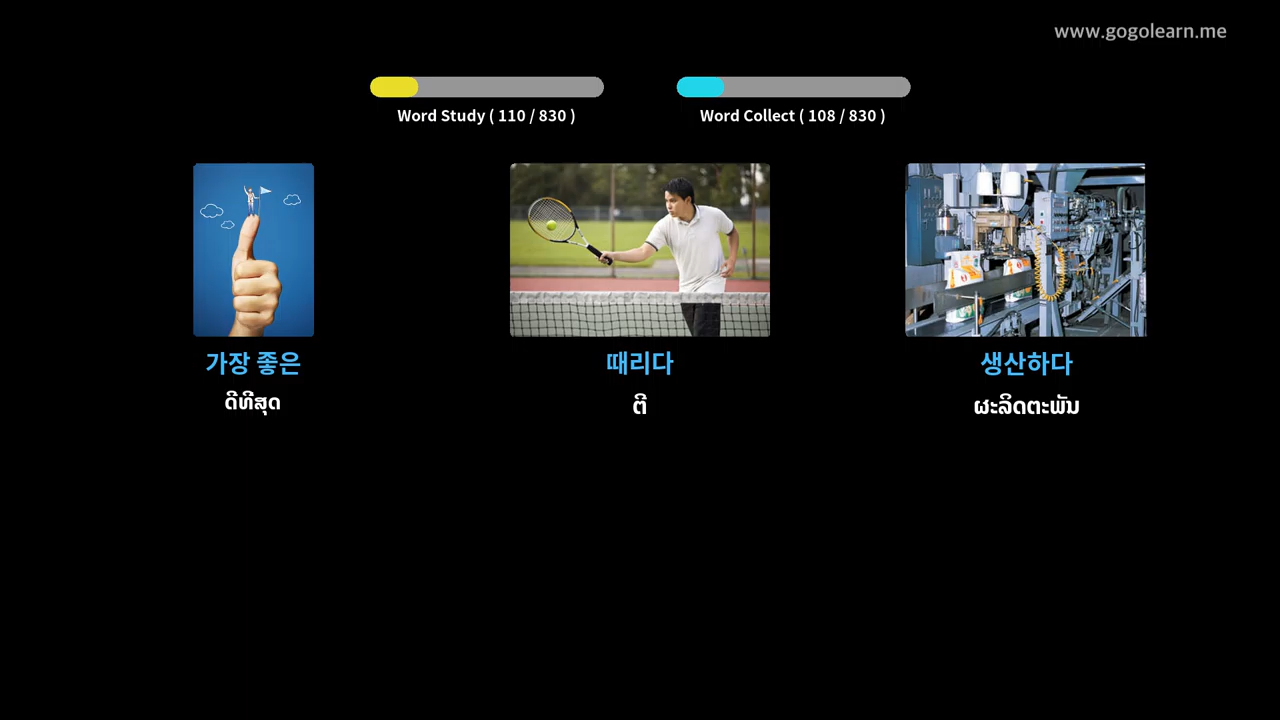 www.gogolearn.me
Word Study ( 110 / 830 )
Word Collect ( 108 / 830 )
가장 좋은
때리다
생산하다
ດີທີ່ສຸດ
ຕີ
ຜະລິດຕະພັນ